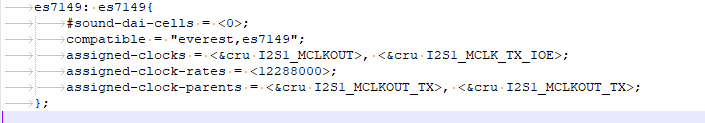 es7149: es7149{
#sound-dai-cells = <0>;
compatible = "everest,es7149";
assigned-clocks = <&cru I2S1_MCLKOUT>, <&cru I2S1_MCLK_TX_IOE>;
assigned-clock-rates = <12288000>;
assigned-clock-parents = <&cru I2S1_MCLKOUT_TX>, <&cru I2S1_MCLKOUT_TX>;
};